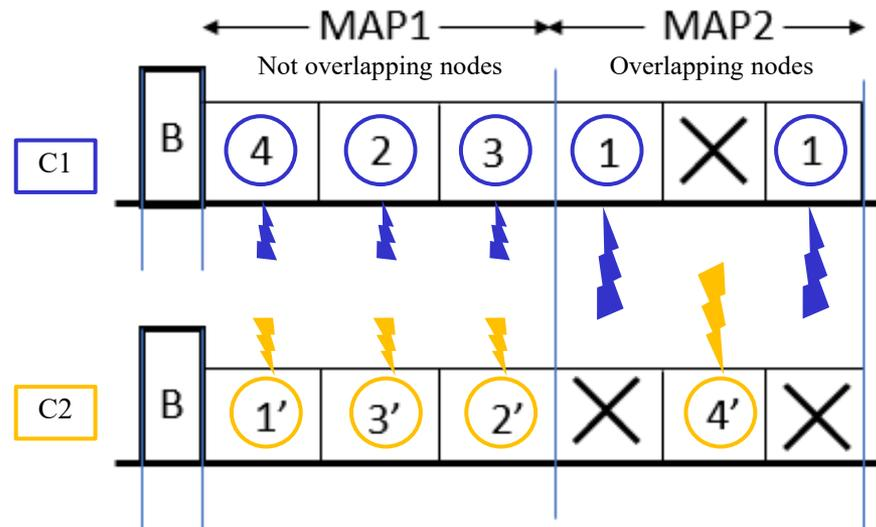 MAP1 MAP2
Not overlapping nodes Overlapping nodes
C1 B 4 2 3 1 1
C2 B 1’ 3’ 2’ 4’